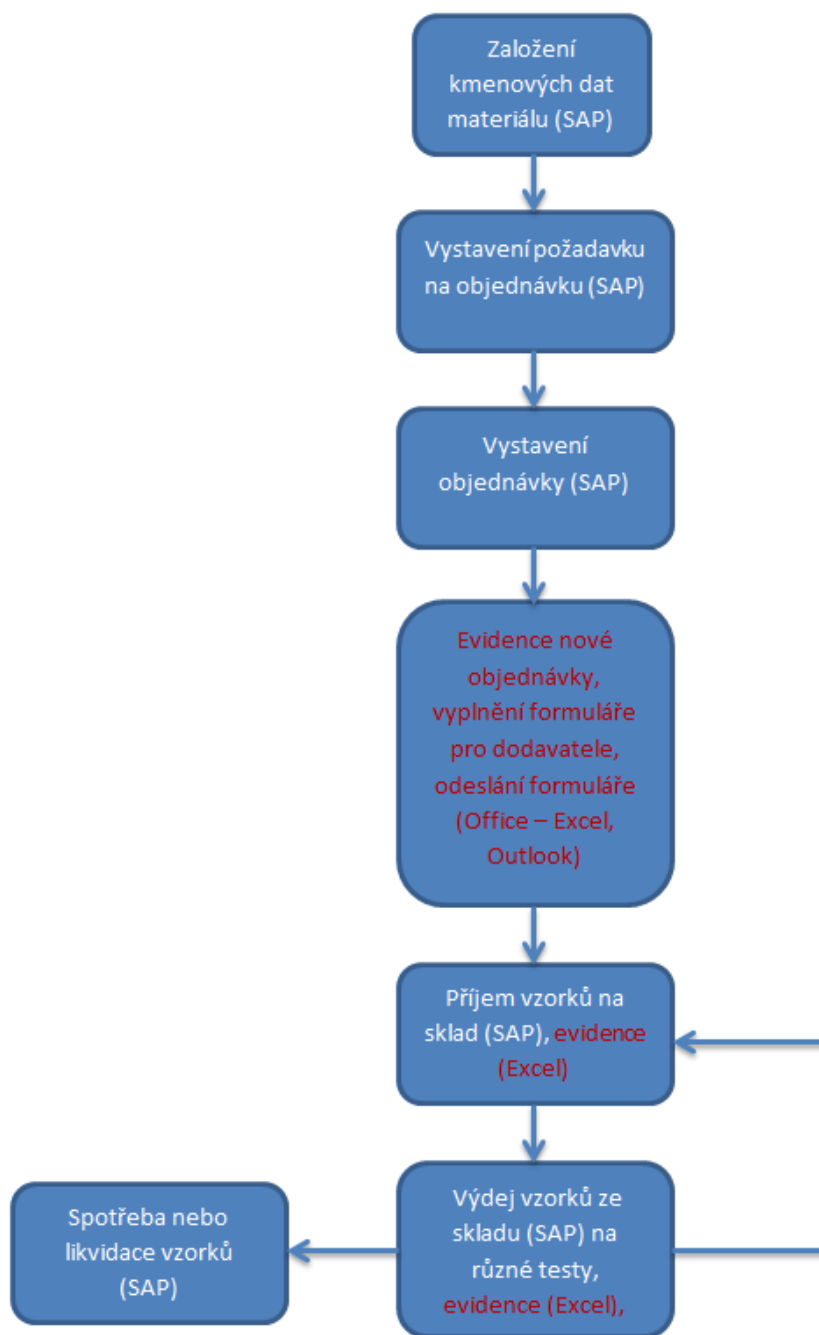 Založení
kmenových dat
materiálu (SAP)
Vystavení požadavku
na objednávku (SAP)
Vystavení
objednávky (SAP)
Evidence nové
objednávky,
vyplnění formuláře
pro dodavatele,
odeslání formuláře
(Office – Excel,
Outlook)
Příjem vzorků na
sklad (SAP), evidence
(Excel)
Výdej vzorků ze
skladu (SAP) na
různé testy,
evidence (Excel),
Spotřeba nebo
likvidace vzorků
(SAP)